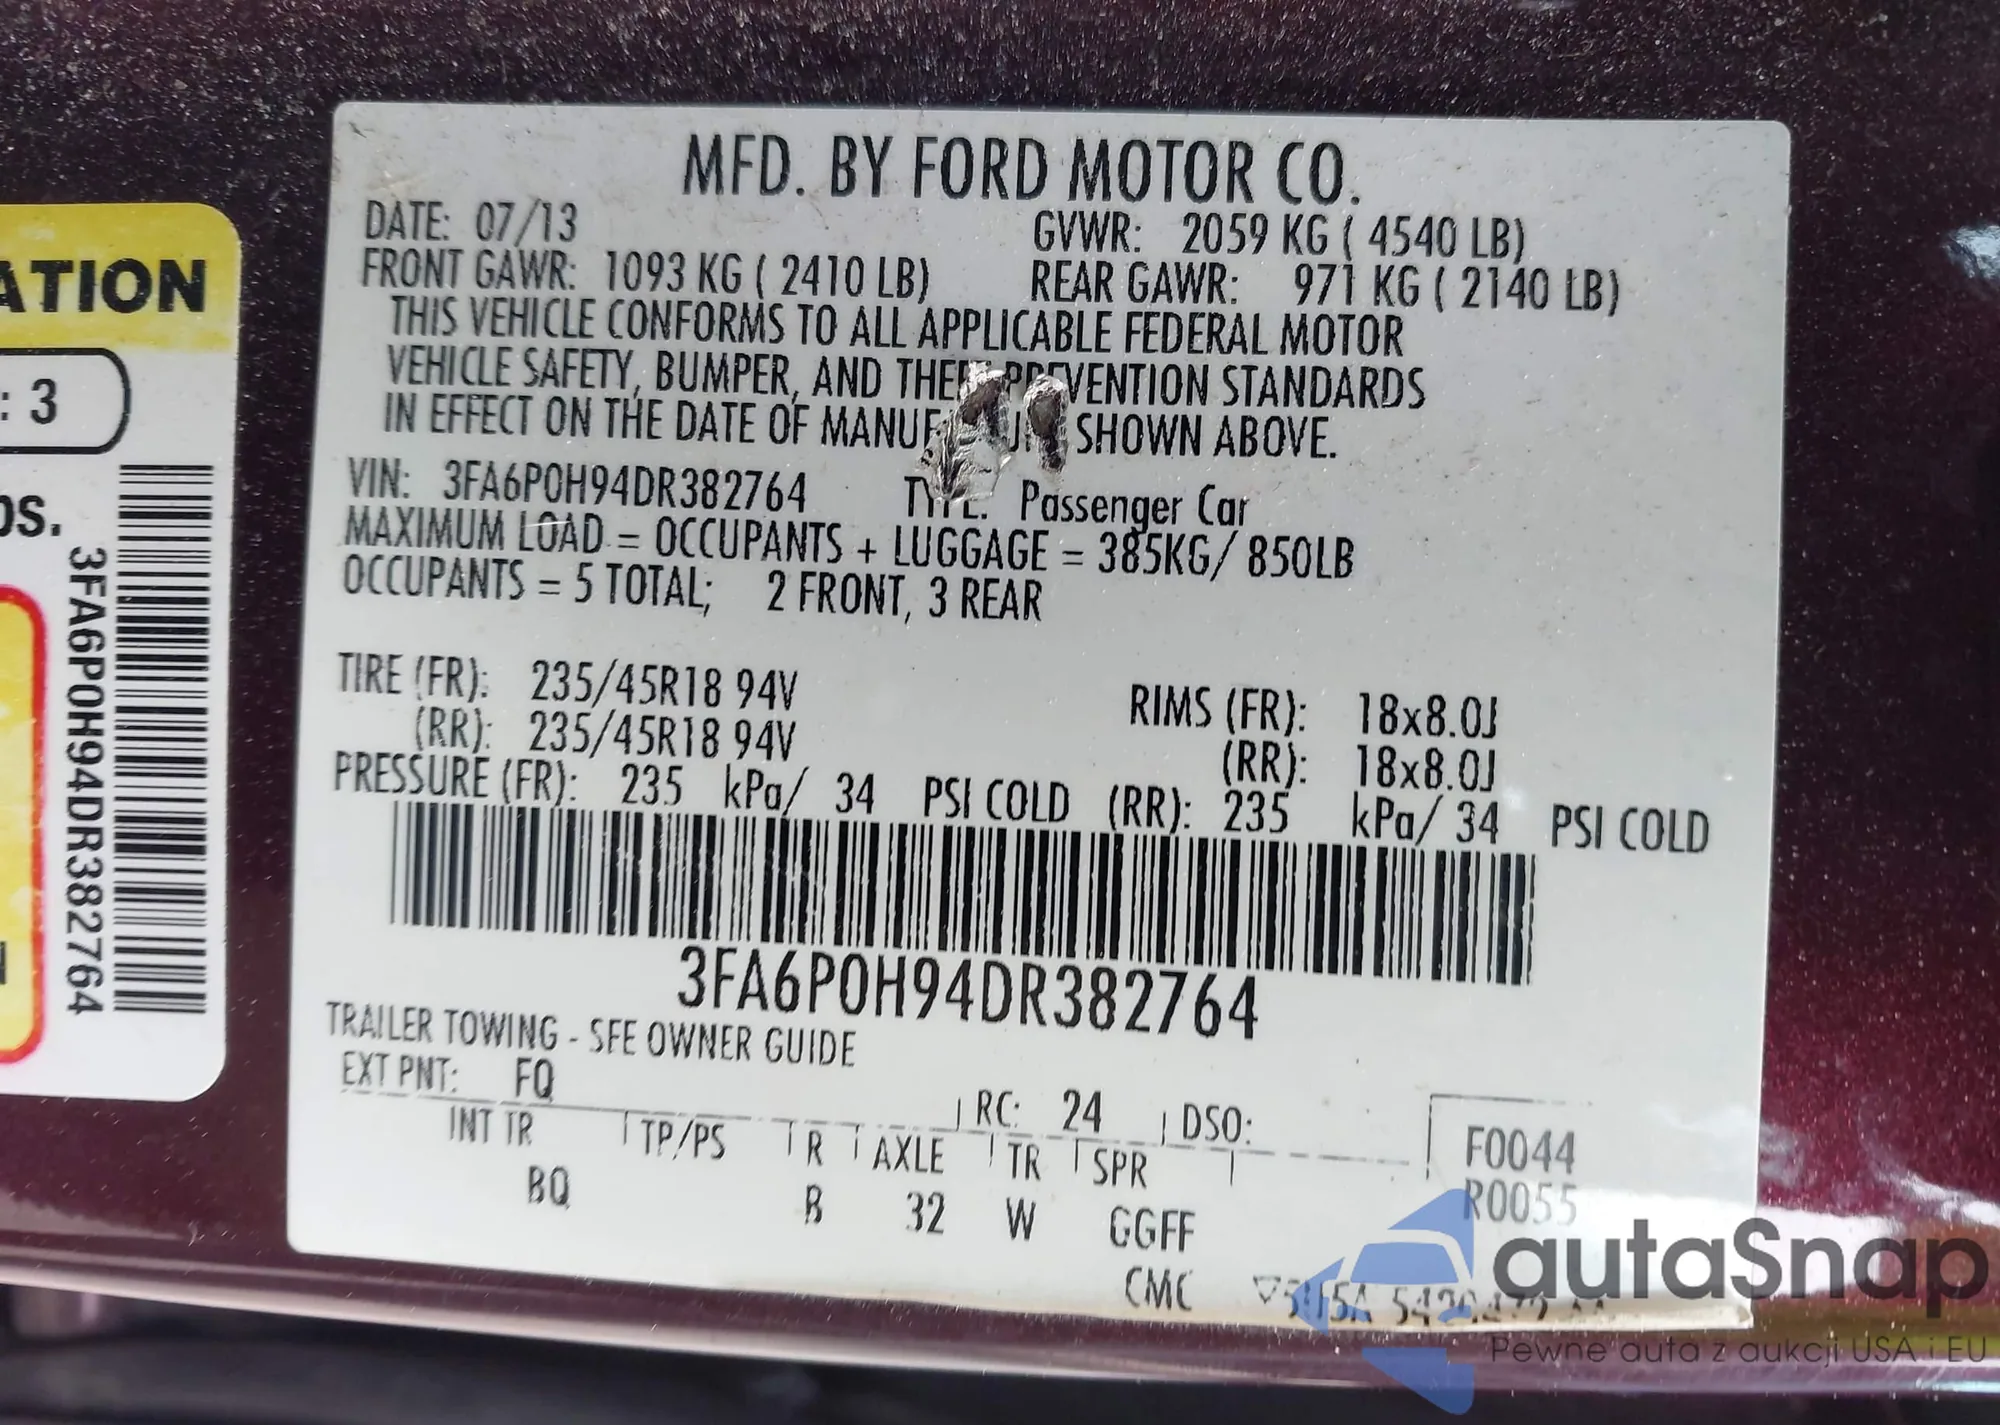 ATION
: 3
os.
3FA6P0H94DR382764
MFD. BY FORD MOTOR CO.
DATE: 07/13 GVWR: 2059 KG ( 4540 LB)
FRONT GAWR: 1093 KG ( 2410 LB) REAR GAWR: 971 KG ( 2140 LB)
THIS VEHICLE CONFORMS TO ALL APPLICABLE FEDERAL MOTOR
VEHICLE SAFETY, BUMPER, AND THEFT PREVENTION STANDARDS
IN EFFECT ON THE DATE OF SHOWN ABOVE.
VIN: 3FA6P0H94DR382764 TYPE: Passenger Car
MAXIMUM LOAD = OCCUPANTS + LUGGAGE = 385KG/ 850LB
OCCUPANTS = 5 TOTAL; 2 FRONT, 3 REAR
TIRE (FR): 235/45R18 94V RIMS (FR): 18x8.0J
(RR): 235/45R18 94V (RR): 18x8.0J
PRESSURE (FR): 235 kPa/ 34 PSI COLD (RR): 235 kPa/ 34 PSI COLD
3FA6P0H94DR382764
TRAILER TOWING - SEE OWNER GUIDE
EXT PNT: FQ RC: 24 DSO:
INT TR TP/PS R AXLE TR SPR F0044
BQ B 32 W GGFF R0055
CMC
autaSnap
Pewne auta z aukcji USA i EU